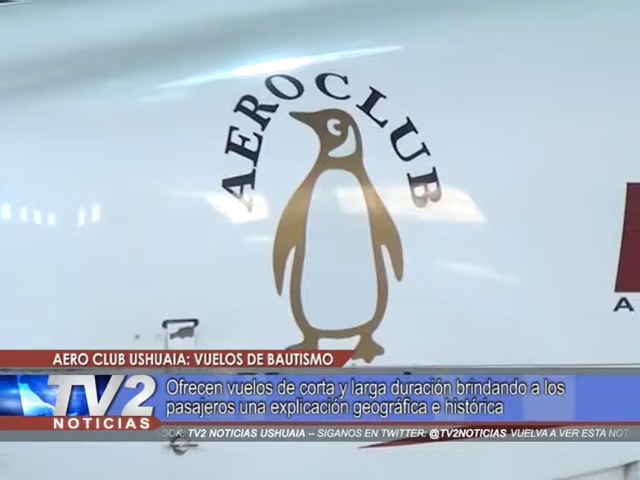 AEROCLUB
A
AERO CLUB USHUAIA: VUELOS DE BAUTISMO
TV2
NOTICIAS
Ofrecen vuelos de corta y larga duración brindando a los
pasajeros una explicación geográfica e histórica
OOK: TV2 NOTICIAS USHUAIA – SIGANOS EN TWITTER: @TV2NOTICIAS VUELVA A VER ESTA NOT